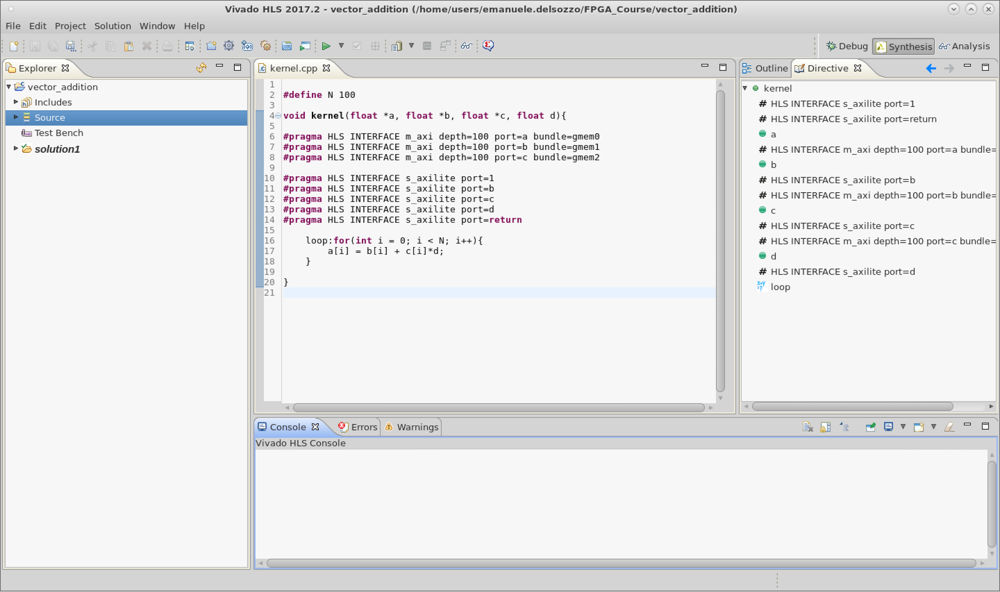 Vivado HLS 2017.2 - vector_addition (/home/users/emanuele.delsozzo/FPGA_Course/vector_addition)
File Edit Project Solution Window Help
Debug Synthesis Analysis
Explorer
vector_addition
Includes
Source
Test Bench
solution1
kernel.cpp
1
2 #define N 100
3
4 void kernel(float *a, float *b, float *c, float d){
5
6 #pragma HLS INTERFACE m_axi depth=100 port=a bundle=gmem0
7 #pragma HLS INTERFACE m_axi depth=100 port=b bundle=gmem1
8 #pragma HLS INTERFACE m_axi depth=100 port=c bundle=gmem2
9
10 #pragma HLS INTERFACE s_axilite port=1
11 #pragma HLS INTERFACE s_axilite port=b
12 #pragma HLS INTERFACE s_axilite port=c
13 #pragma HLS INTERFACE s_axilite port=d
14 #pragma HLS INTERFACE s_axilite port=return
15
16     loop:for(int i = 0; i < N; i++){
17         a[i] = b[i] + c[i]*d;
18     }
19
20 }
21
Outline Directive
kernel
# HLS INTERFACE s_axilite port=1
# HLS INTERFACE s_axilite port=return
a
# HLS INTERFACE m_axi depth=100 port=a bundle=
b
# HLS INTERFACE s_axilite port=b
# HLS INTERFACE m_axi depth=100 port=b bundle=
c
# HLS INTERFACE s_axilite port=c
# HLS INTERFACE m_axi depth=100 port=c bundle=
d
# HLS INTERFACE s_axilite port=d
loop
Console Errors Warnings
Vivado HLS Console